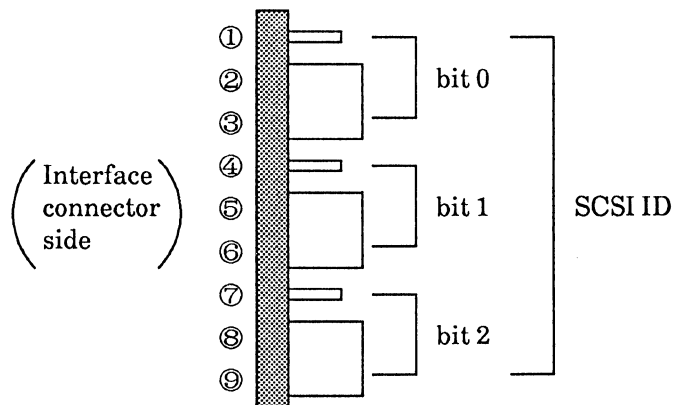 ①
②
bit 0
③
④
( Interface
connector
side )
⑤
bit 1
SCSI ID
⑥
⑦
⑧
bit 2
⑨